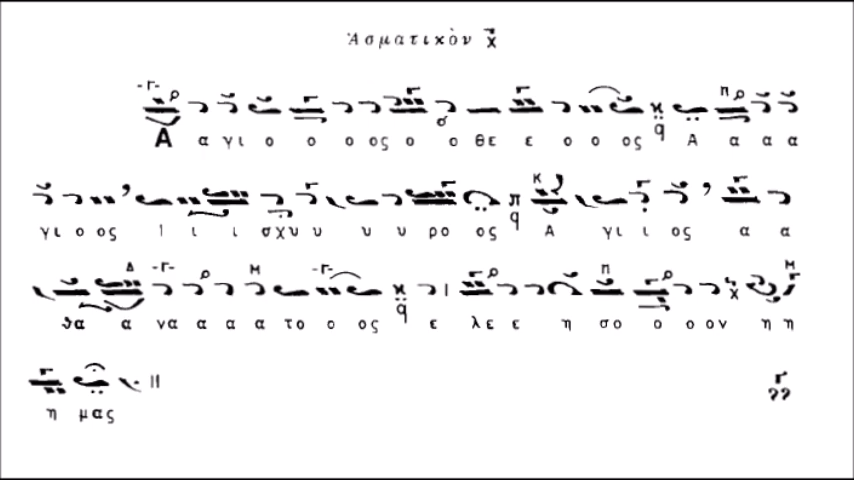 Ἀσματικὸν
Α α γι ο ο ο ος ο ο θε ε ο ο ος Α α α α
γι ο ος Ι ι ι σχυ υ υ υ ρο ος Α γι ι ος α α
θα α να α α α το ο ος ε λε ε η σο ο ο ον η η
η μας